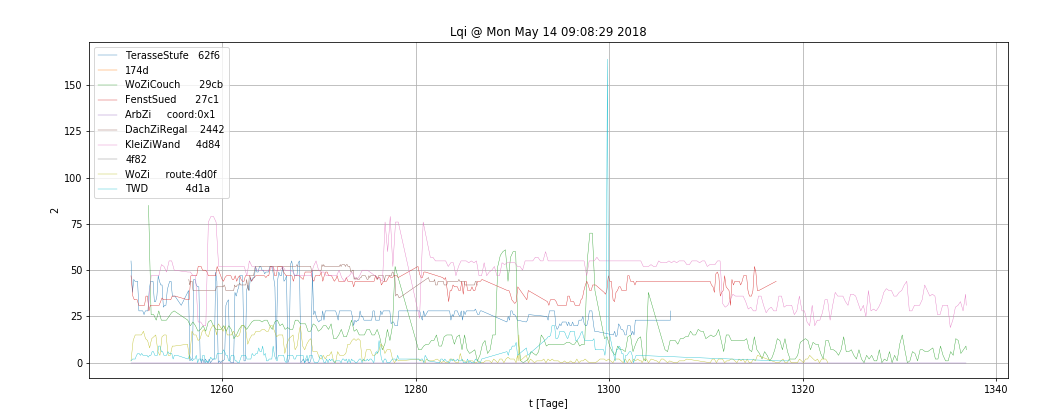 Lqi @ Mon May 14 09:08:29 2018
TerasseStufe 62f6
174d
WoZiCouch 29cb
FenstSued 27c1
ArbZi coord:0x1
DachZiRegal 2442
KleiZiWand 4d84
4f82
WoZi route:4d0f
TWD 4d1a
150
125
100
75
50
25
0
2
1260 1280 1300 1320 1340
t [Tage]